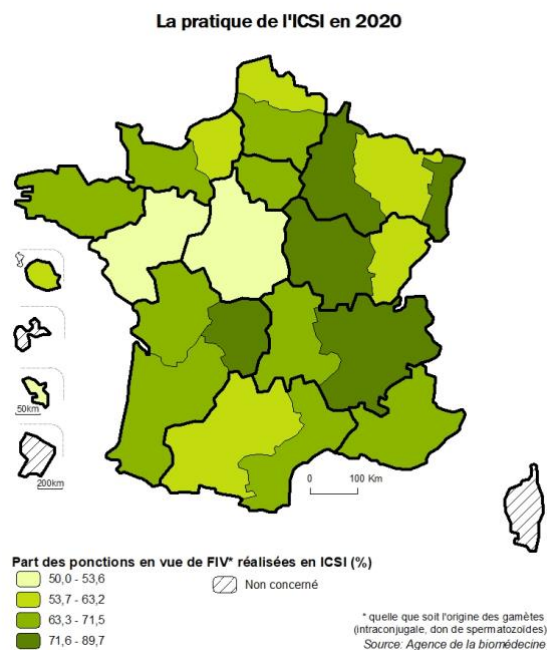 La pratique de l'ICSI en 2020
50km
200km
0 100 Km
Part des ponctions en vue de FIV* réalisées en ICSI (%)
50,0 - 53,6
53,7 - 63,2
63,3 - 71,5
71,6 - 89,7
Non concerné
* quelle que soit l'origine des gamètes
(intraconjugale, don de spermatozoïdes)
Source: Agence de la biomédecine